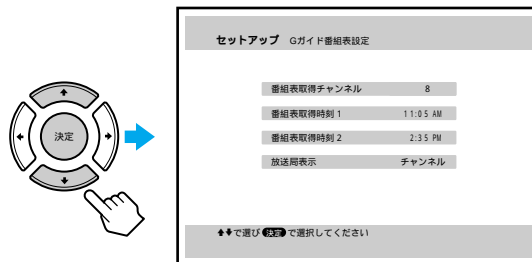 セットアップ Gガイド番組表設定
番組表取得チャンネル 8
番組表取得時刻 1 11:05 AM
番組表取得時刻 2 2:35 PM
放送局表示 チャンネル
決定
で選び 決定 で選択してください